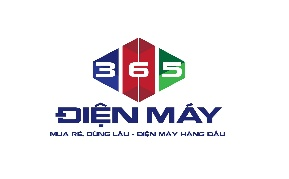 365
ĐIỆN MÁY
MUA RẺ, DÙNG LÂU - ĐIỆN MÁY HÀNG ĐẦU